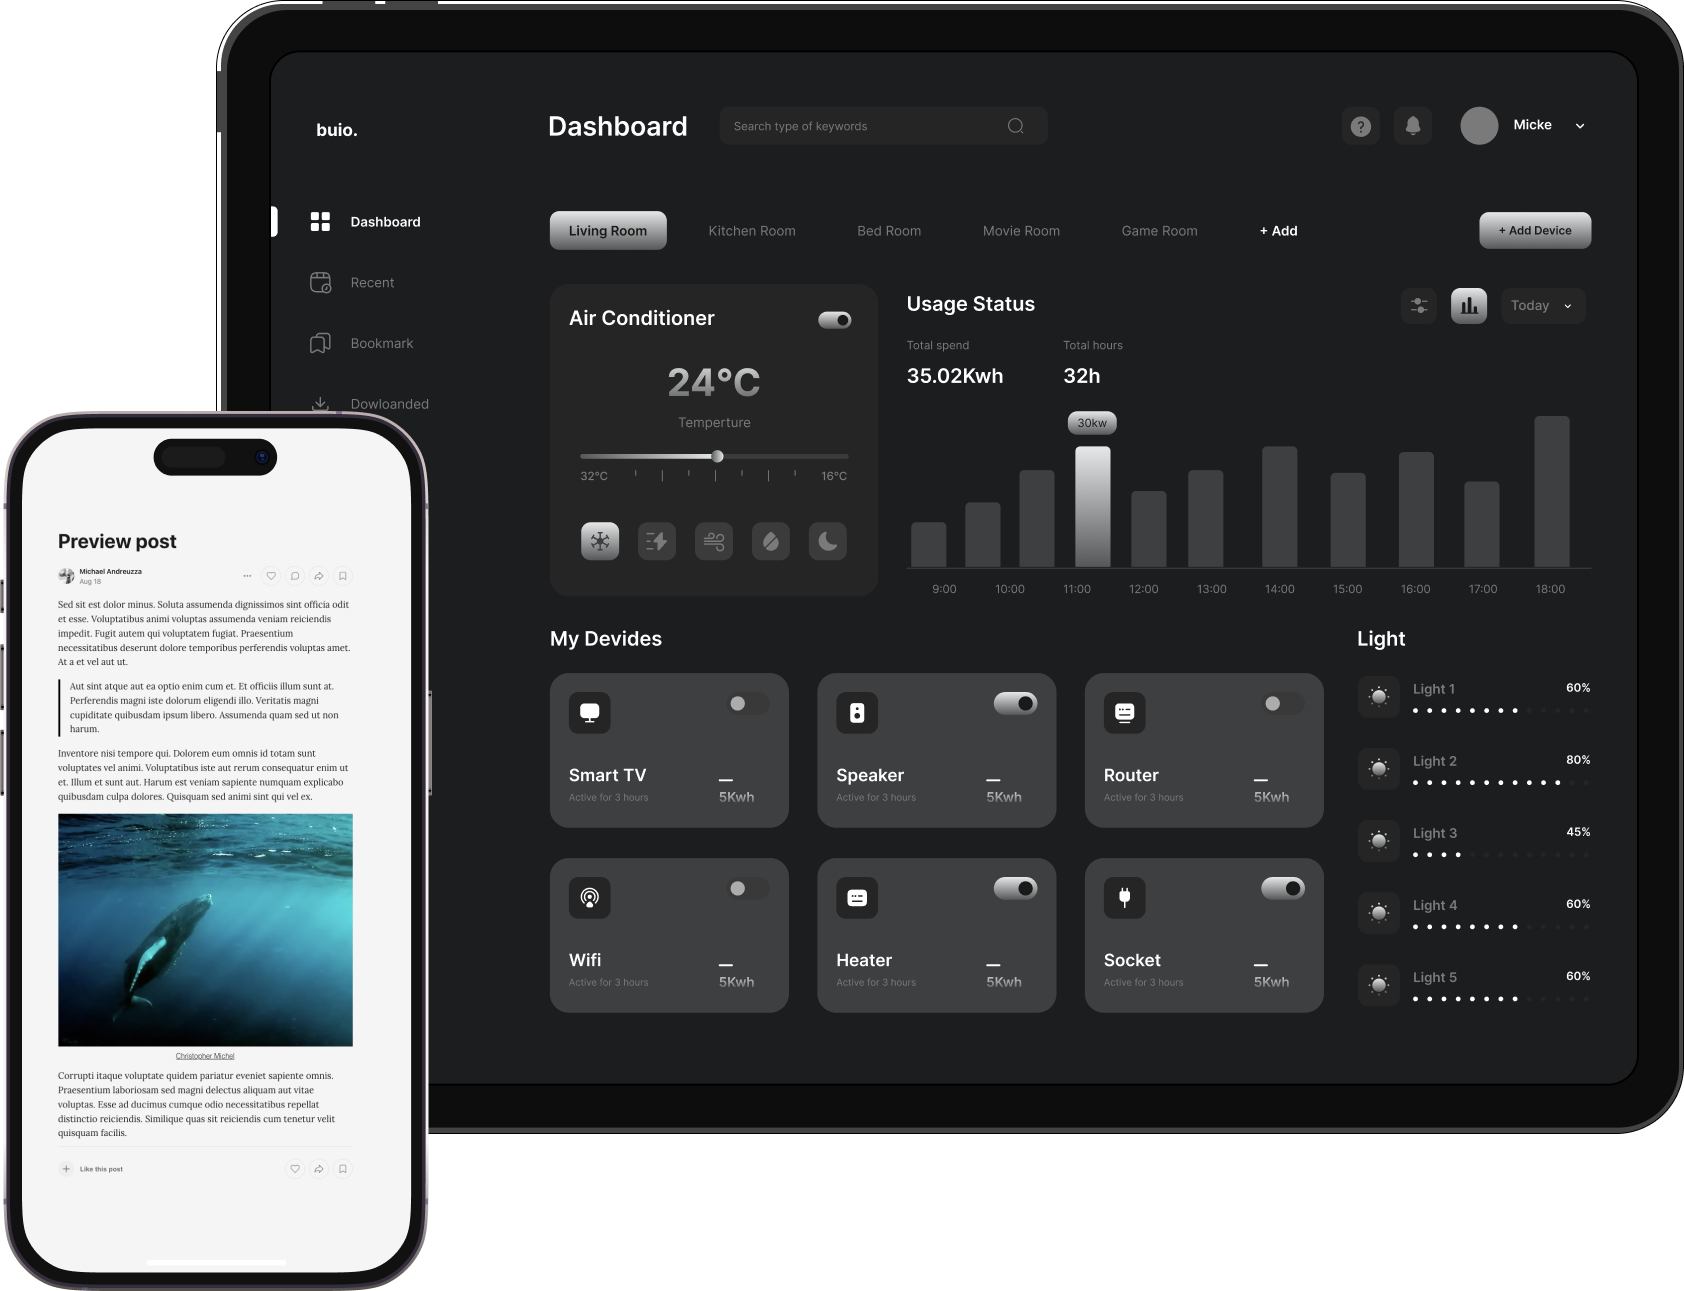 buio.
Dashboard
Search type of keywords
Micke
Dashboard
Recent
Bookmark
Dowloanded
Living Room
Kitchen Room
Bed Room
Movie Room
Game Room
+ Add
+ Add Device
Air Conditioner
24°C
Temperture
32°C
16°C
Usage Status
Today
Total spend
Total hours
35.02Kwh
32h
30kw
9:00
10:00
11:00
12:00
13:00
14:00
15:00
16:00
17:00
18:00
My Devides
Smart TV
Active for 3 hours
5Kwh
Speaker
Active for 3 hours
5Kwh
Router
Active for 3 hours
5Kwh
Wifi
Active for 3 hours
5Kwh
Heater
Active for 3 hours
5Kwh
Socket
Active for 3 hours
5Kwh
Light
Light 1
60%
Light 2
80%
Light 3
45%
Light 4
60%
Light 5
60%
Preview post
Michael Andreuzza
Aug 18
Sed sit est dolor minus. Soluta assumenda dignissimos sint officia odit
et esse. Voluptatibus animi voluptas assumenda veniam reiciendis
impedit. Fugit autem qui voluptatem fugiat. Praesentium
necessitatibus deserunt dolore temporibus perferendis voluptas amet.
At a et vel aut ut.
Aut sint atque aut ea optio enim cum et. Et officiis illum sunt at.
Perferendis magni iste dolorum eligendi illo. Veritatis magni
cupiditate quibusdam ipsum libero. Assumenda quam sed ut non
harum.
Inventore nisi tempore qui. Dolorem eum omnis id totam sunt
voluptates vel animi. Voluptatibus iste aut rerum consequatur enim ut
et. Illum et sunt aut. Harum est veniam sapiente numquam explicabo
quibusdam culpa dolores. Quisquam sed animi sint qui vel ex.
Christopher Michel
Corrupti itaque voluptate quidem pariatur eveniet sapiente omnis.
Praesentium laboriosam sed magni delectus aliquam aut vitae
voluptas. Esse ad ducimus cumque odio necessitatibus repellat
distinctio reiciendis. Similique quas sit reiciendis cum tenetur velit
quisquam facilis.
Like this post